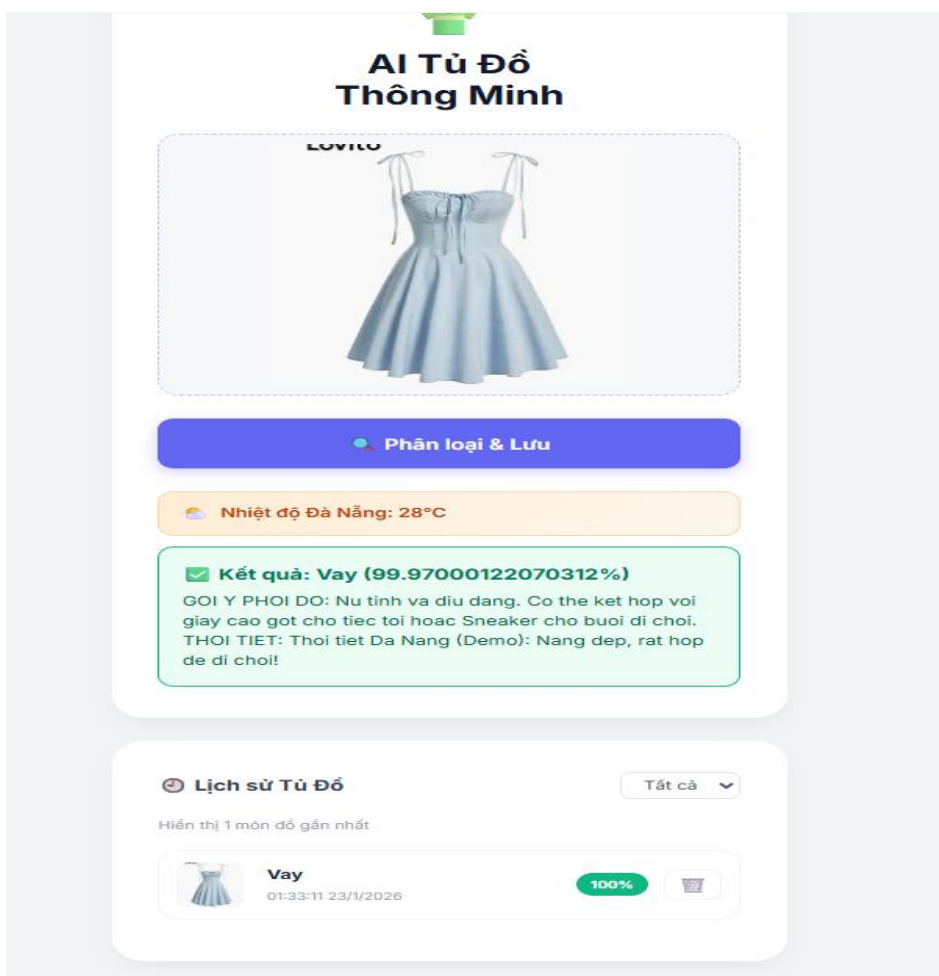 AI Tủ Đồ
Thông Minh
Lovito
Phân loại & Lưu
Nhiệt độ Đà Nẵng: 28°C
Kết quả: Vay (99.97000122070312%)
GOI Y PHOI DO: Nu tinh va diu dang. Co the ket hop voi
giay cao got cho tiec toi hoac Sneaker cho buoi di choi.
THOI TIET: Thoi tiet Da Nang (Demo): Nang dep, rat hop
de di choi!
Lịch sử Tủ Đồ
Tất cả
Hiển thị 1 món đồ gần nhất
Vay
100%
01:33:11 23/1/2026